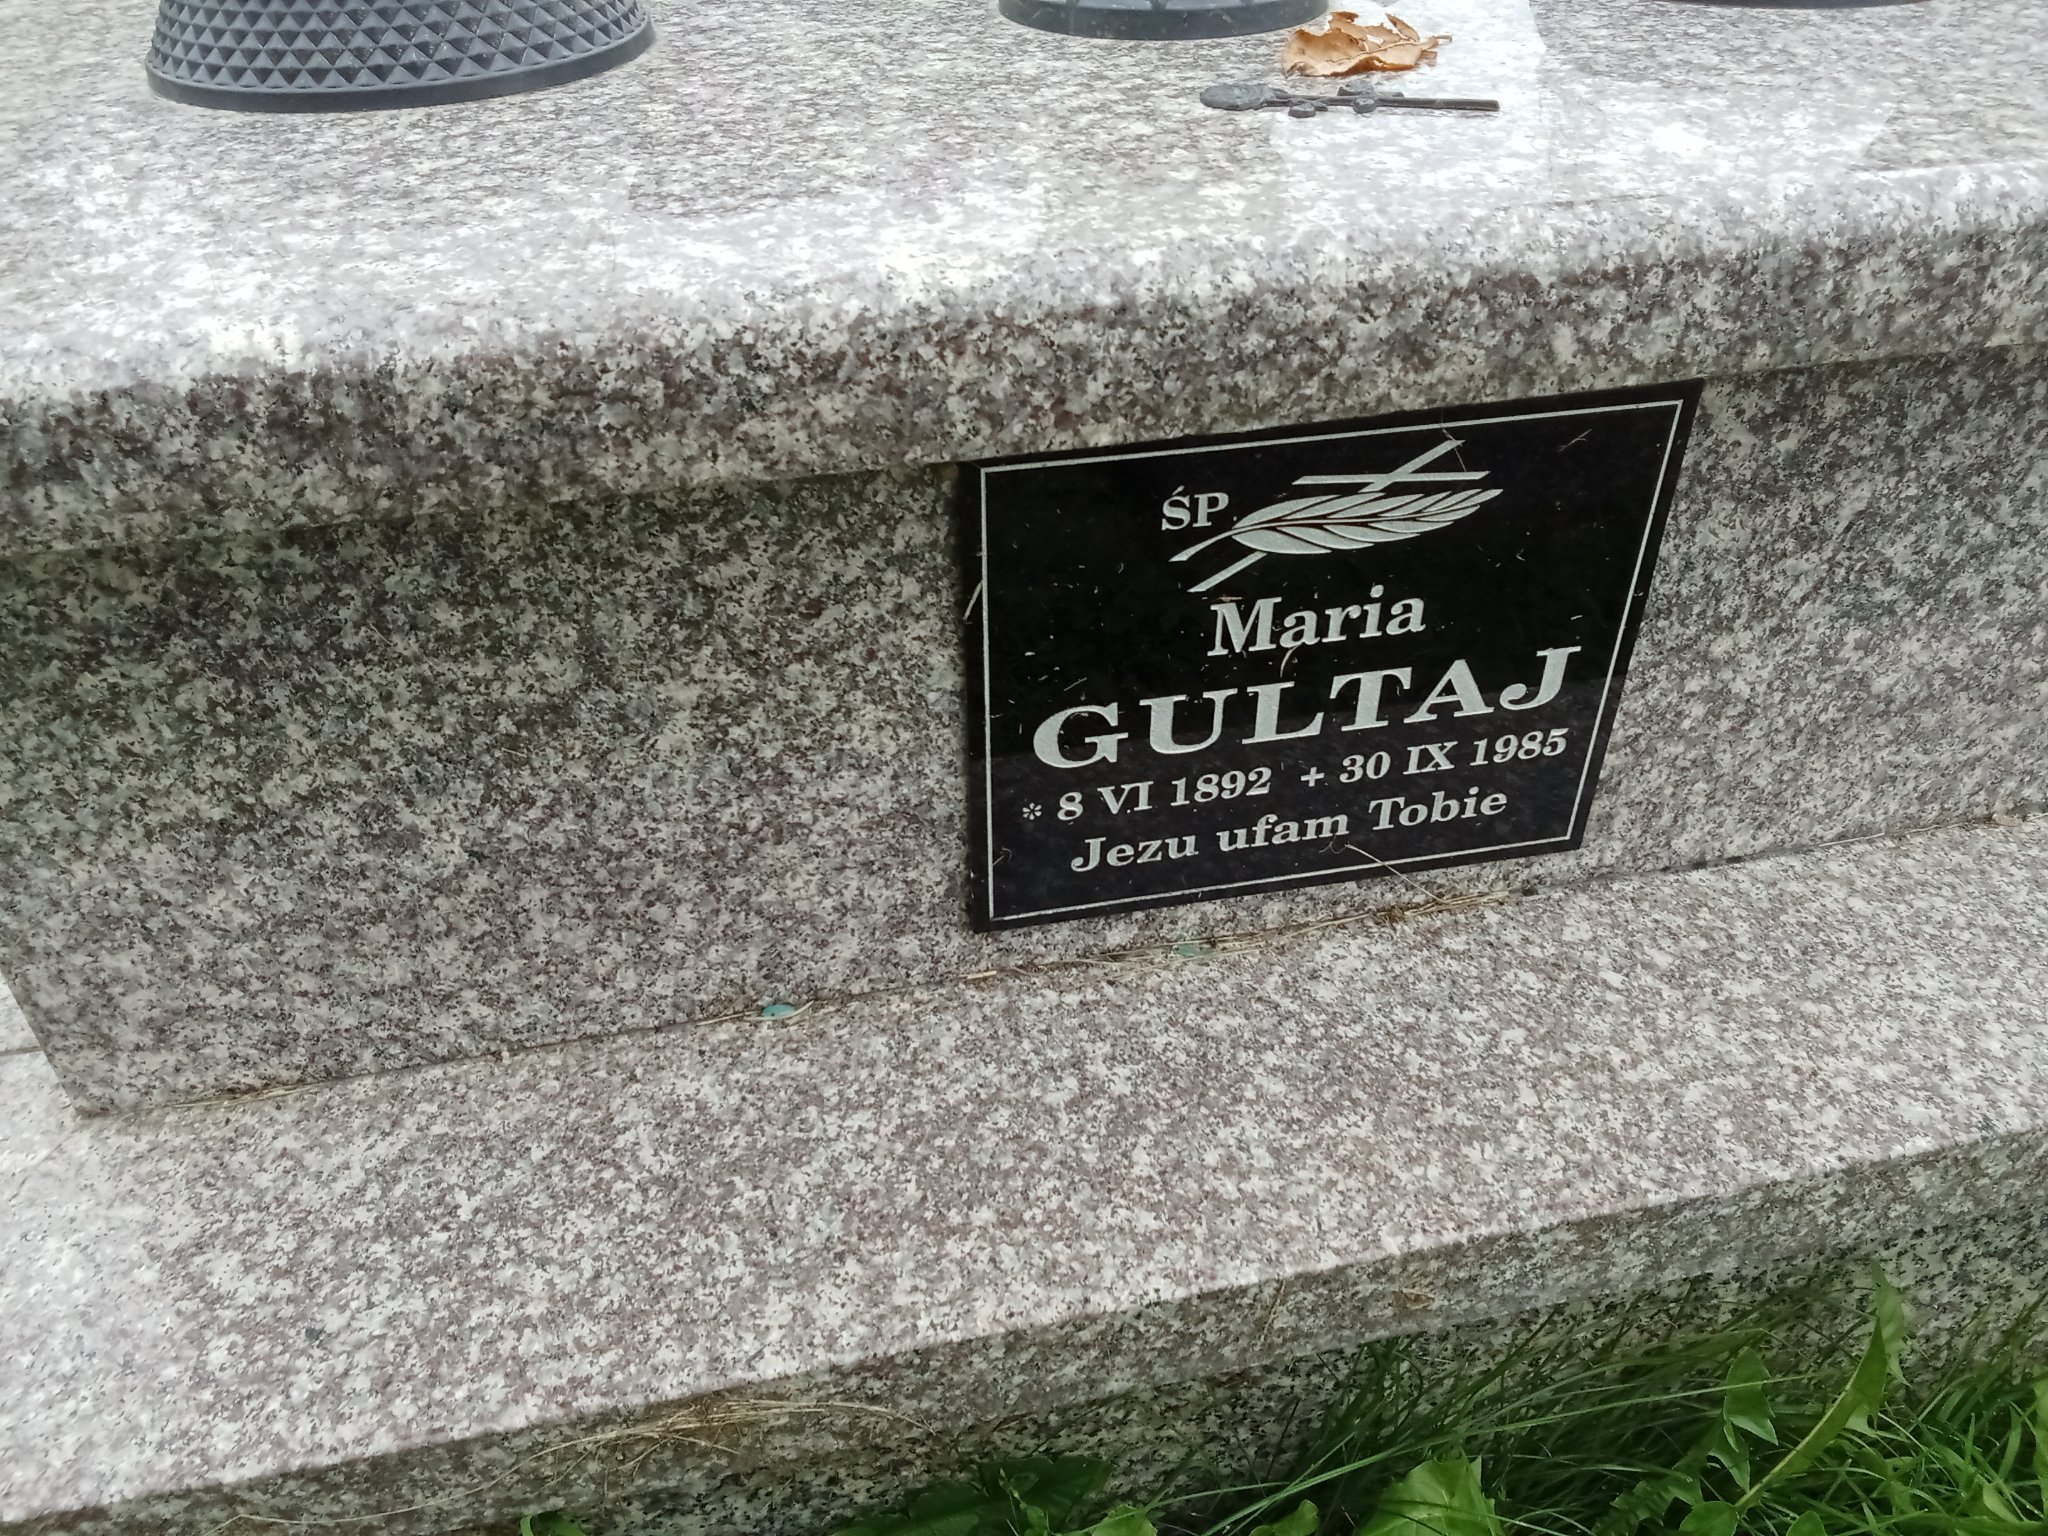 ŚP.
Maria
GULTAJ
* 8 VI 1892 + 30 IX 1985
Jezu ufam Tobie